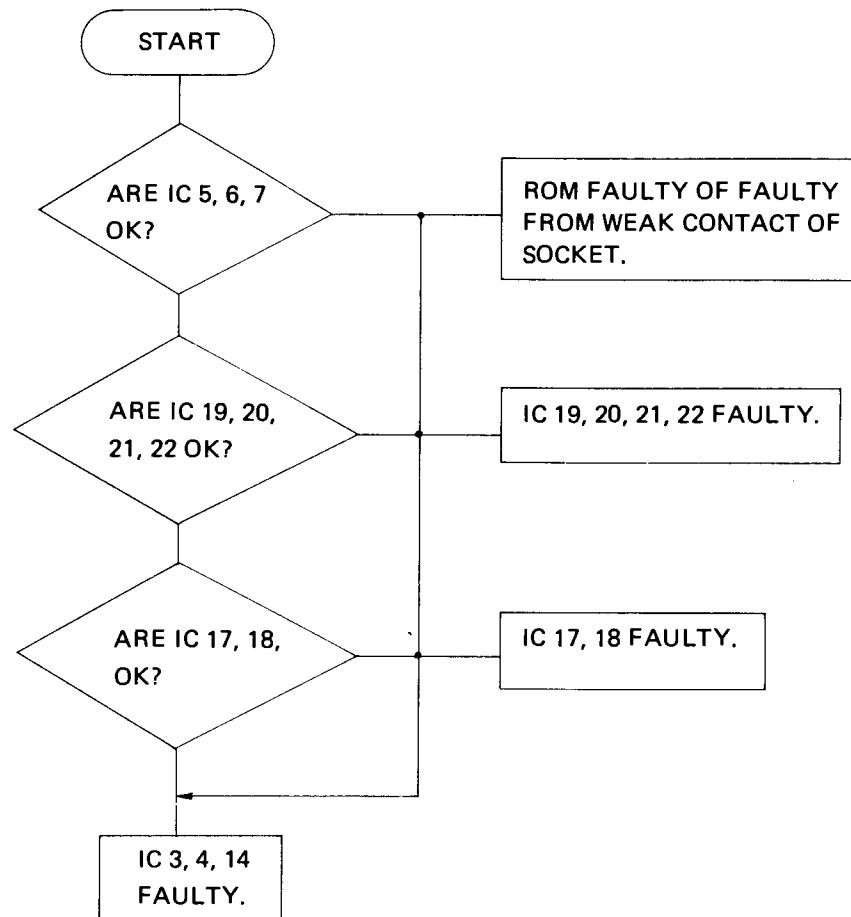 START
ARE IC 5, 6, 7
OK?
ROM FAULTY OF FAULTY
FROM WEAK CONTACT OF
SOCKET.
ARE IC 19, 20,
21, 22 OK?
IC 19, 20, 21, 22 FAULTY.
ARE IC 17, 18,
OK?
IC 17, 18 FAULTY.
IC 3, 4, 14
FAULTY.